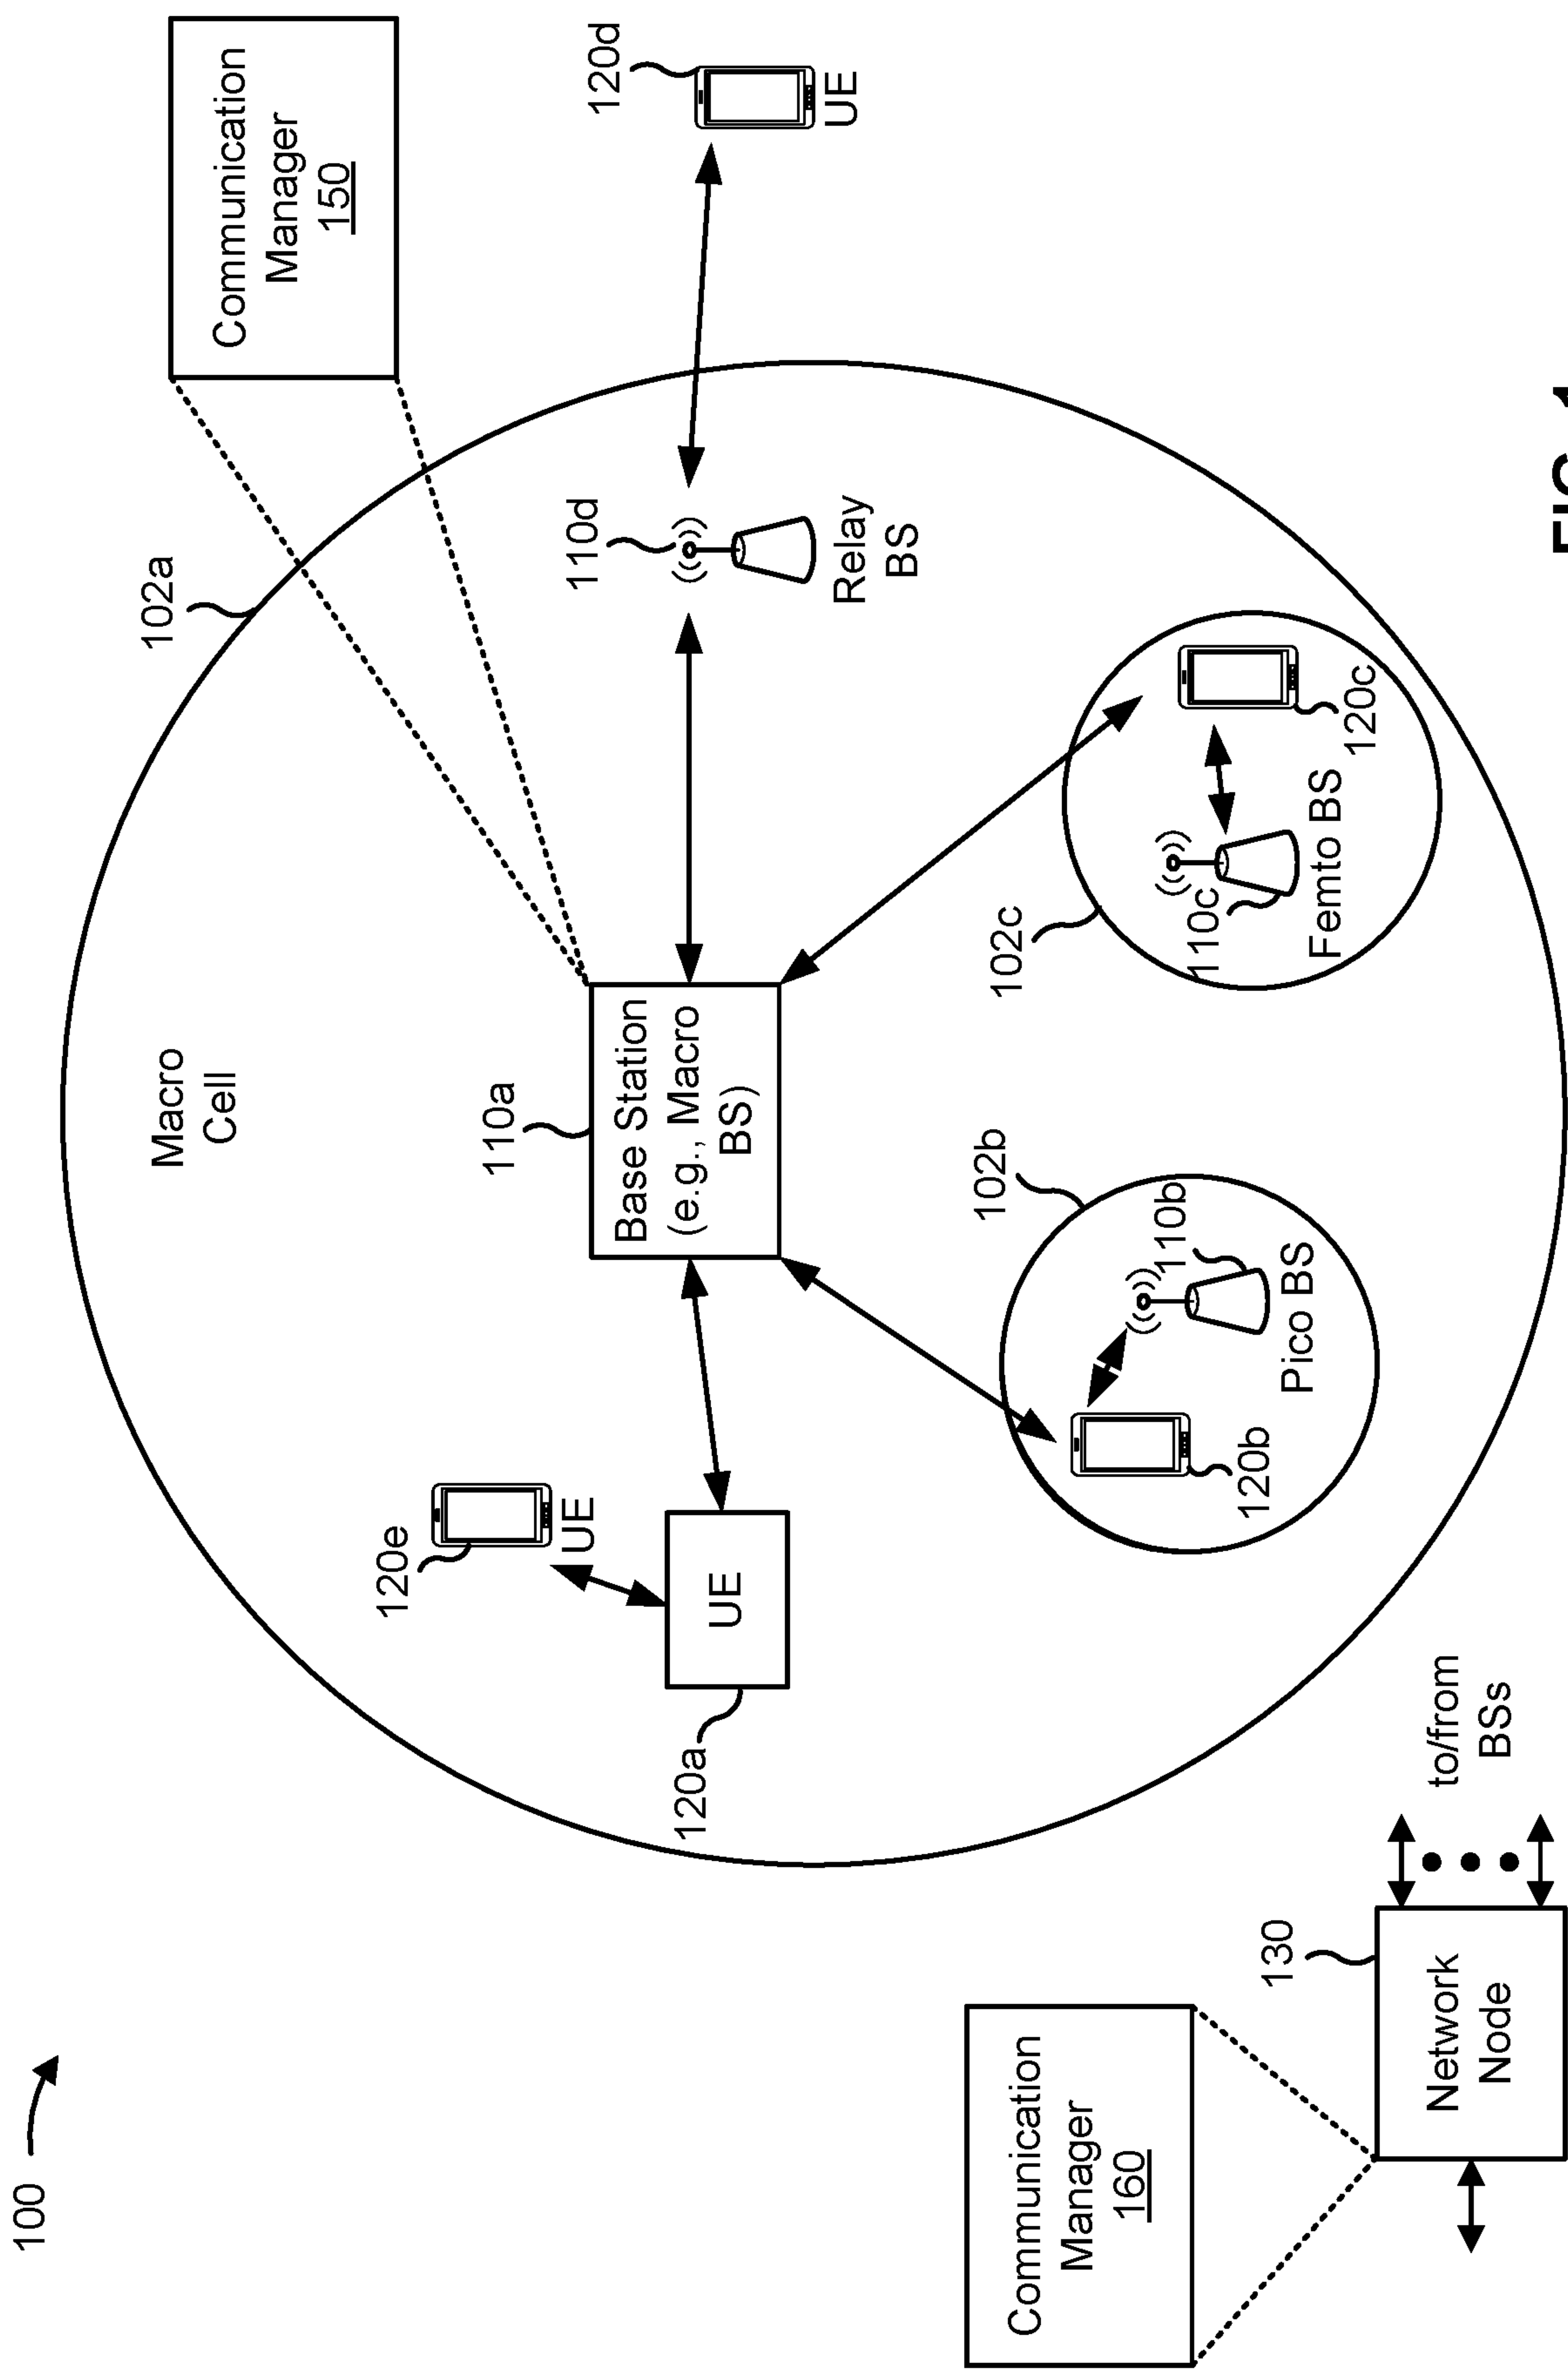 100
Macro
Cell
102a
Communication
Manager
150
120e
UE
110a
Base Station
(e.g., Macro
BS)
110d
Relay
BS
120d
UE
120a
UE
102b
120b
110b
Pico BS
102c
110c
Femto BS
120c
Communication
Manager
160
130
Network
Node
to/from
BSs